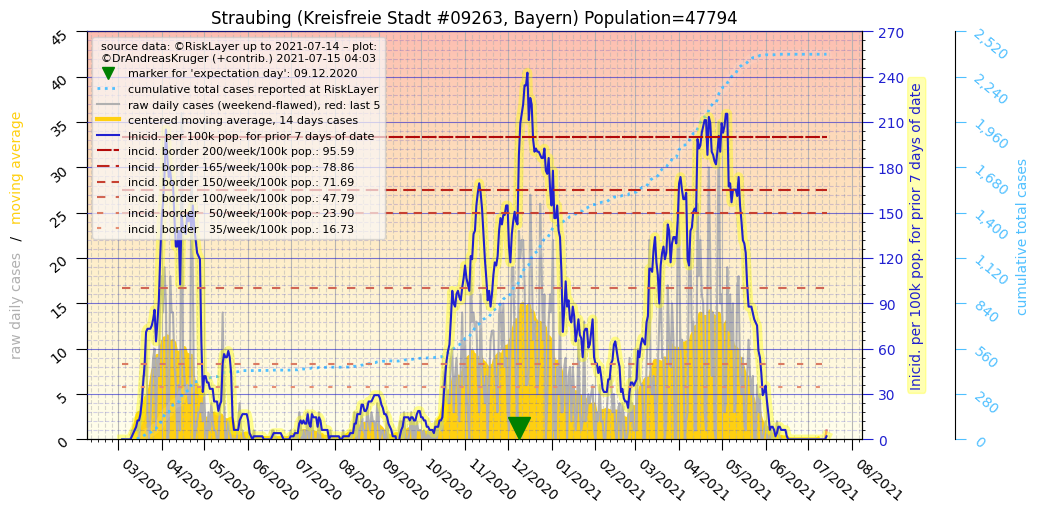 Straubing (Kreisfreie Stadt #09263, Bayern) Population=47794
source data: ©RiskLayer up to 2021-07-14 – plot:
©DrAndreasKruger (+contrib.) 2021-07-15 04:03
marker for 'expectation day': 09.12.2020
cumulative total cases reported at RiskLayer
raw daily cases (weekend-flawed), red: last 5
centered moving average, 14 days cases
Inicid. per 100k pop. for prior 7 days of date
incid. border 200/week/100k pop.: 95.59
incid. border 165/week/100k pop.: 78.86
incid. border 150/week/100k pop.: 71.69
incid. border 100/week/100k pop.: 47.79
incid. border   50/week/100k pop.: 23.90
incid. border   35/week/100k pop.: 16.73
raw daily cases  /  moving average
45
40
35
30
25
20
15
10
5
0
03/2020
04/2020
05/2020
06/2020
07/2020
08/2020
09/2020
10/2020
11/2020
12/2020
01/2021
02/2021
03/2021
04/2021
05/2021
06/2021
07/2021
08/2021
270
240
210
180
150
120
90
60
30
0
Inicid. per 100k pop. for prior 7 days of date
2,520
2,240
1,960
1,680
1,400
1,120
840
560
280
0
cumulative total cases